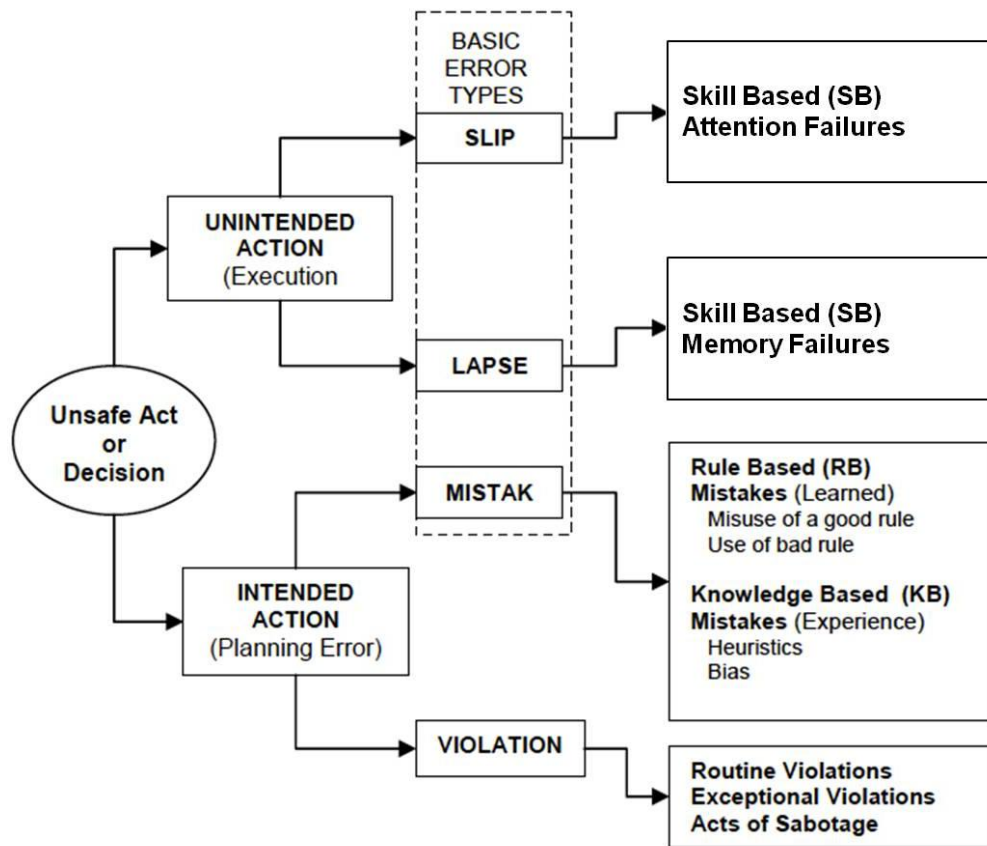 BASIC
ERROR
TYPES
SLIP
Skill Based (SB)
Attention Failures
UNINTENDED
ACTION
(Execution
LAPSE
Skill Based (SB)
Memory Failures
Unsafe Act
or
Decision
MISTAK
Rule Based (RB)
Mistakes (Learned)
Misuse of a good rule
Use of bad rule
Knowledge Based (KB)
Mistakes (Experience)
Heuristics
Bias
INTENDED
ACTION
(Planning Error)
VIOLATION
Routine Violations
Exceptional Violations
Acts of Sabotage